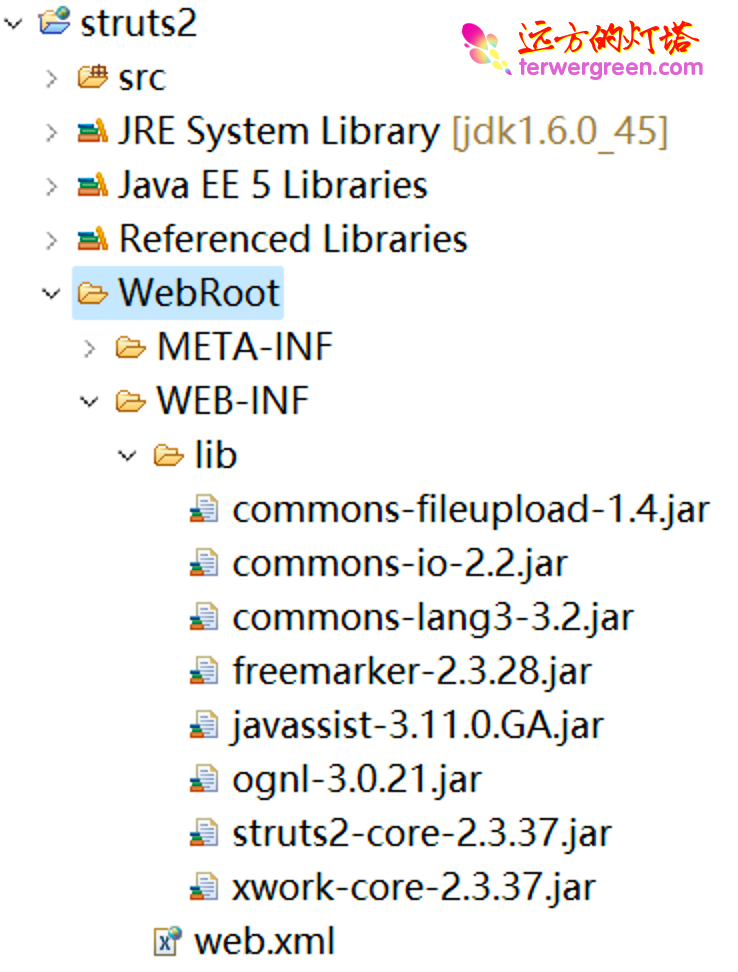 struts2
远方的灯塔
terwergreen.com
src
JRE System Library [jdk1.6.0_45]
Java EE 5 Libraries
Referenced Libraries
WebRoot
META-INF
WEB-INF
lib
commons-fileupload-1.4.jar
commons-io-2.2.jar
commons-lang3-3.2.jar
freemarker-2.3.28.jar
javassist-3.11.0.GA.jar
ognl-3.0.21.jar
struts2-core-2.3.37.jar
xwork-core-2.3.37.jar
web.xml